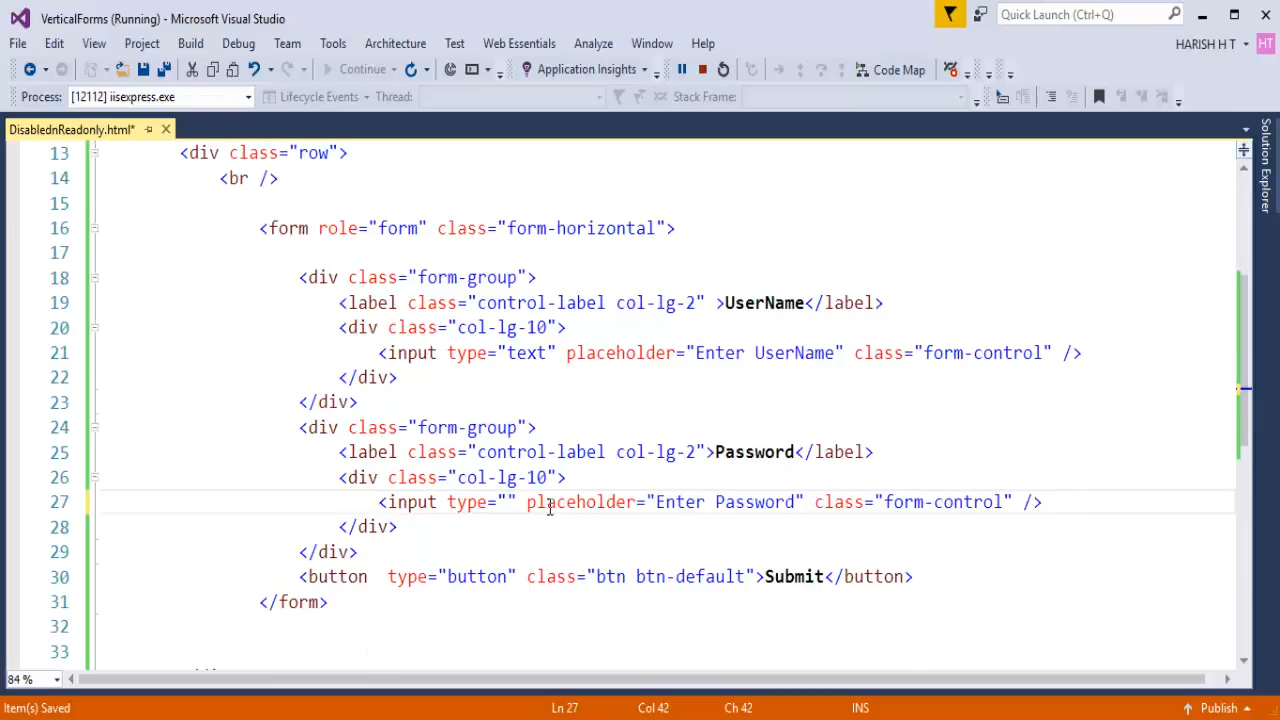 VerticalForms (Running) - Microsoft Visual Studio
Quick Launch (Ctrl+Q)
File Edit View Project Build Debug Team Tools Architecture Test Web Essentials Analyze Window Help
HARISH H T HT
Continue Application Insights Code Map
Process: [12112] iisexpress.exe Lifecycle Events Thread: Stack Frame:
DisablednReadonly.html*
Solution Explorer
13 <div class="row">
14 <br />
15
16 <form role="form" class="form-horizontal">
17
18 <div class="form-group">
19 <label class="control-label col-lg-2" >UserName</label>
20 <div class="col-lg-10">
21 <input type="text" placeholder="Enter UserName" class="form-control" />
22 </div>
23 </div>
24 <div class="form-group">
25 <label class="control-label col-lg-2">Password</label>
26 <div class="col-lg-10">
27 <input type="" placeholder="Enter Password" class="form-control" />
28 </div>
29 </div>
30 <button type="button" class="btn btn-default">Submit</button>
31 </form>
32
33
84 %
Item(s) Saved Ln 27 Col 42 Ch 42 INS Publish